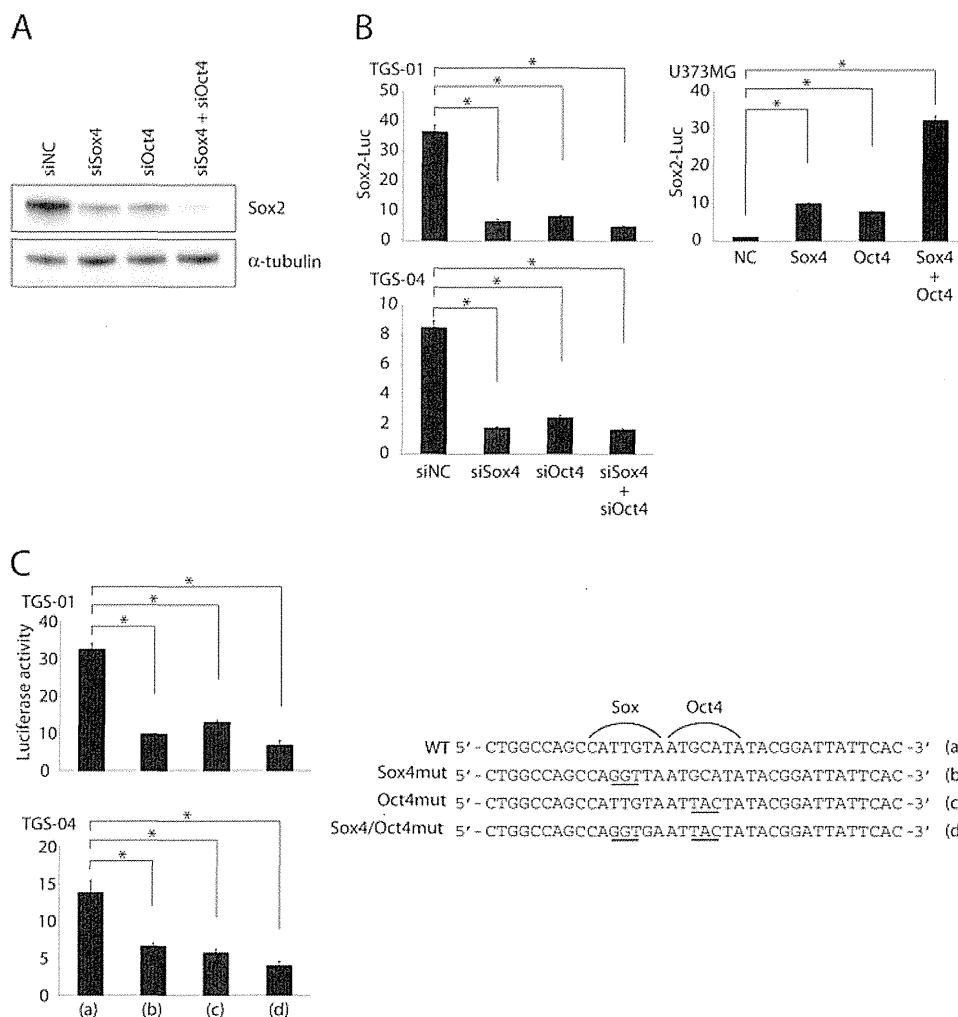 A
siNC
siSox4
siOct4
siSox4 + siOct4
Sox2
α-tubulin
B
TGS-01
Sox2-Luc
50
40
30
20
10
0
*
*
*
TGS-04
10
8
6
4
2
0
*
*
*
siNC
siSox4
siOct4
siSox4
+
siOct4
U373MG
Sox2-Luc
40
30
20
10
0
*
*
*
NC
Sox4
Oct4
Sox4
+
Oct4
C
TGS-01
Luciferase activity
40
30
20
10
0
*
*
*
TGS-04
20
15
10
5
0
*
*
*
(a)
(b)
(c)
(d)
Sox
Oct4
WT 5'- CTGGCCAGCCATTGTAATGCATATACGGATTATTCAC -3' (a
Sox4mut 5'- CTGGCCAGCCAGGTTAATGCATATACGGATTATTCAC -3' (b
Oct4mut 5'- CTGGCCAGCCATTGTAATTACTATACGGATTATTCAC -3' (c
Sox4/Oct4mut 5'- CTGGCCAGCCAGGTGAATTACTATACGGATTATTCAC -3' (d